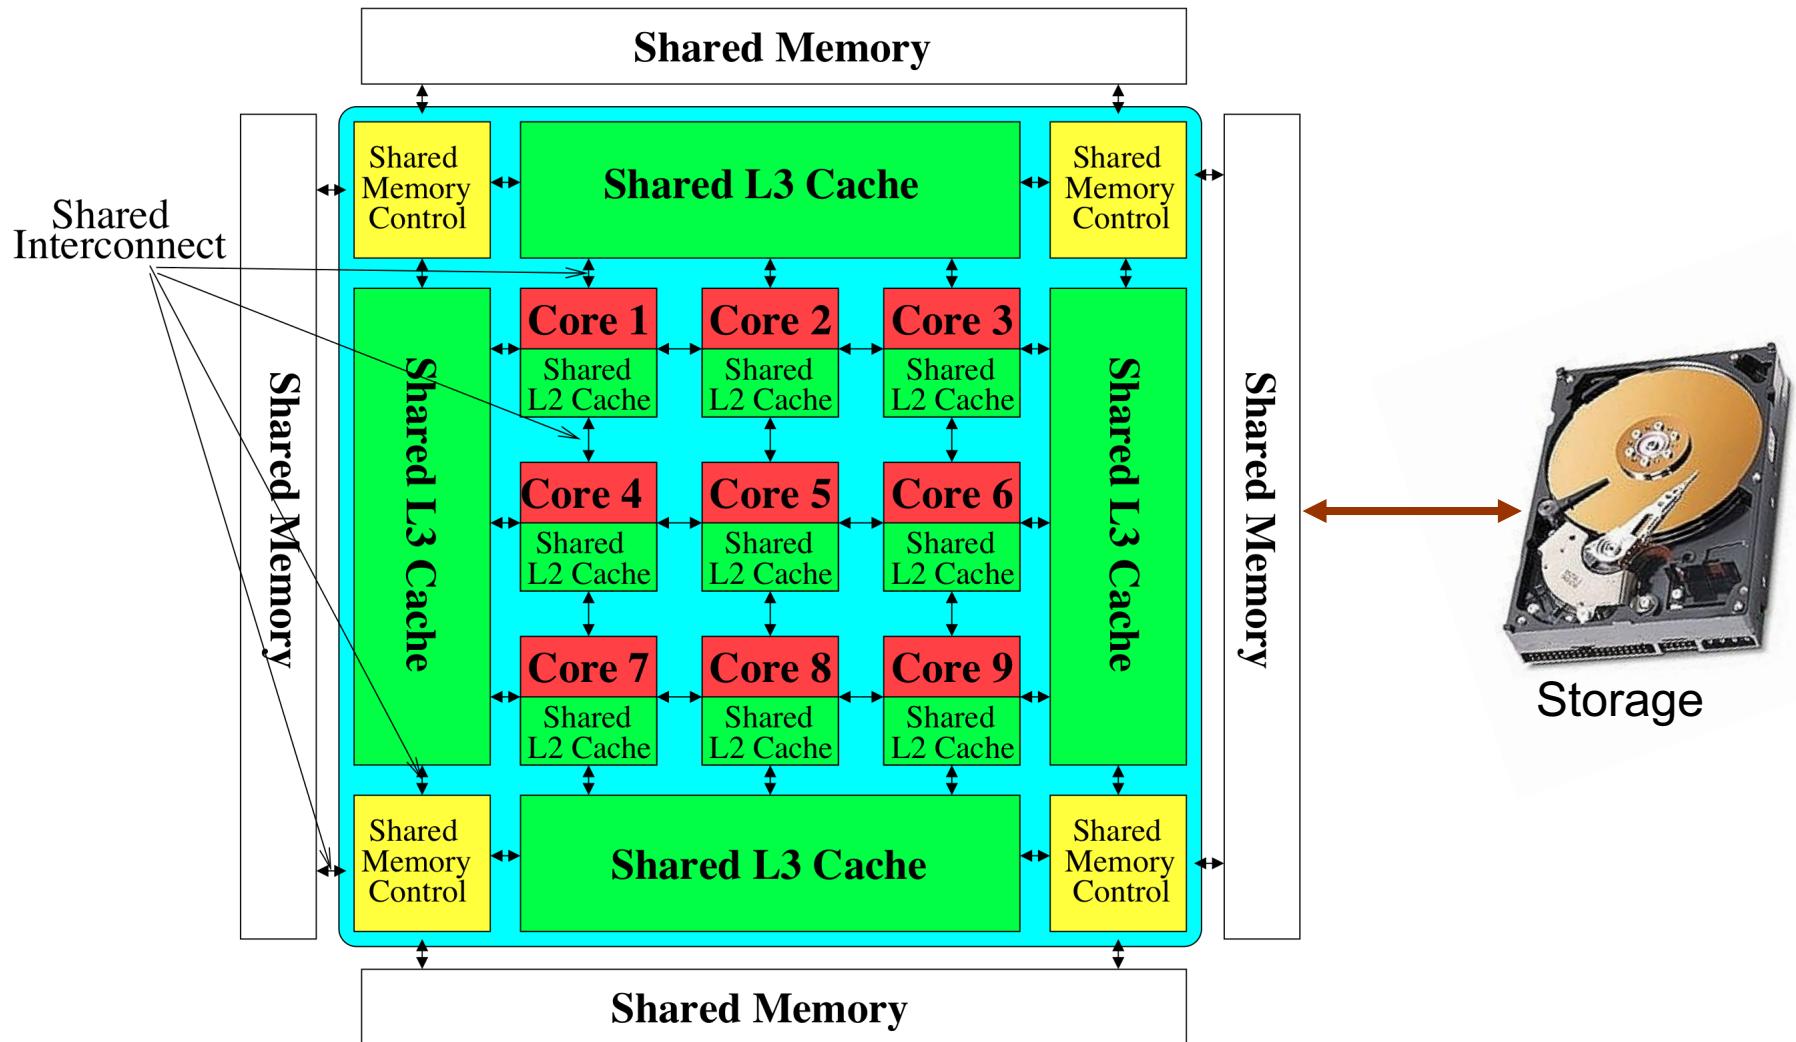 Shared Memory
Shared
Memory
Control
Shared L3 Cache
Shared
Memory
Control
Shared
Interconnect
Shared Memory
Shared L3 Cache
Core 1
Shared
L2 Cache
Core 2
Shared
L2 Cache
Core 3
Shared
L2 Cache
Core 4
Shared
L2 Cache
Core 5
Shared
L2 Cache
Core 6
Shared
L2 Cache
Core 7
Shared
L2 Cache
Core 8
Shared
L2 Cache
Core 9
Shared
L2 Cache
Shared L3 Cache
Shared Memory
Storage
Shared
Memory
Control
Shared L3 Cache
Shared
Memory
Control
Shared Memory